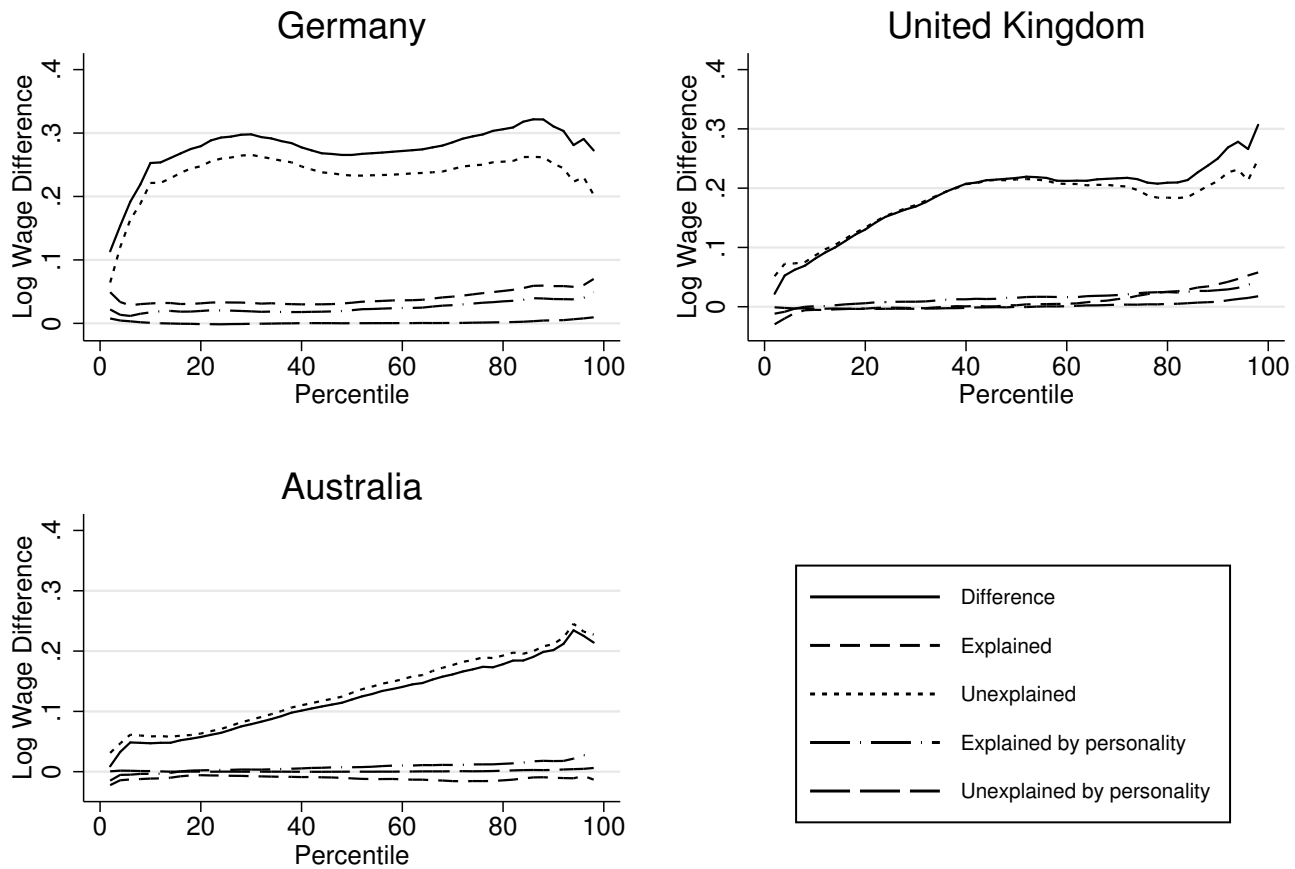 Germany
Log Wage Difference
.4
.3
.2
.1
0
0 20 40 60 80 100
Percentile
United Kingdom
Log Wage Difference
.4
.3
.2
.1
0
0 20 40 60 80 100
Percentile
Australia
Log Wage Difference
.4
.3
.2
.1
0
0 20 40 60 80 100
Percentile
Difference
Explained
Unexplained
Explained by personality
Unexplained by personality